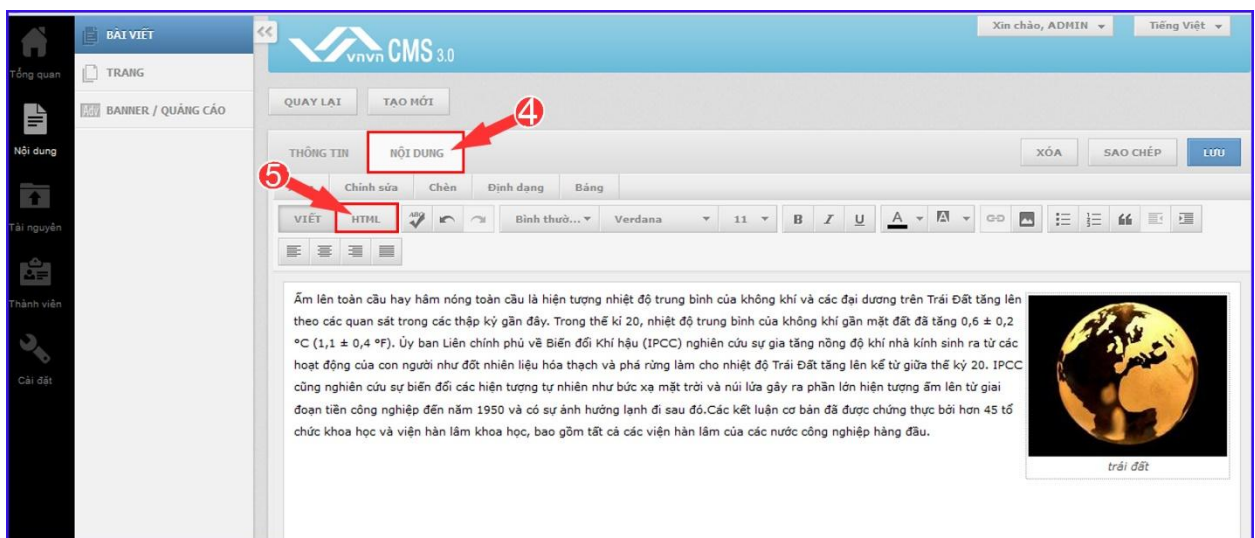 Xin chào, ADMIN
Tiếng Việt
BÀI VIẾT
vnvn CMS 3.0
Tổng quan
TRANG
BANNER / QUẢNG CÁO
QUAY LẠI
TẠO MỚI
4
Nội dung
THÔNG TIN
NỘI DUNG
XÓA
SAO CHÉP
LƯU
5
Chỉnh sửa
Chèn
Định dạng
Bảng
VIẾT
HTML
ABC
Bình thườ...
Verdana
11
B
I
U
A
A
Tài nguyên
Thành viên
Cài đặt
Ấm lên toàn cầu hay hâm nóng toàn cầu là hiện tượng nhiệt độ trung bình của không khí và các đại dương trên Trái Đất tăng lên
theo các quan sát trong các thập kỷ gần đây. Trong thế kỉ 20, nhiệt độ trung bình của không khí gần mặt đất đã tăng 0,6 ± 0,2
°C (1,1 ± 0,4 °F). Ủy ban Liên chính phủ về Biến đổi Khí hậu (IPCC) nghiên cứu sự gia tăng nồng độ khí nhà kính sinh ra từ các
hoạt động của con người như đốt nhiên liệu hóa thạch và phá rừng làm cho nhiệt độ Trái Đất tăng lên kể từ giữa thế kỷ 20. IPCC
cũng nghiên cứu sự biến đổi các hiện tượng tự nhiên như bức xạ mặt trời và núi lửa gây ra phần lớn hiện tượng ấm lên từ giai
đoạn tiền công nghiệp đến năm 1950 và có sự ảnh hưởng lạnh đi sau đó.Các kết luận cơ bản đã được chứng thực bởi hơn 45 tổ
chức khoa học và viện hàn lâm khoa học, bao gồm tất cả các viện hàn lâm của các nước công nghiệp hàng đầu.
trái đất